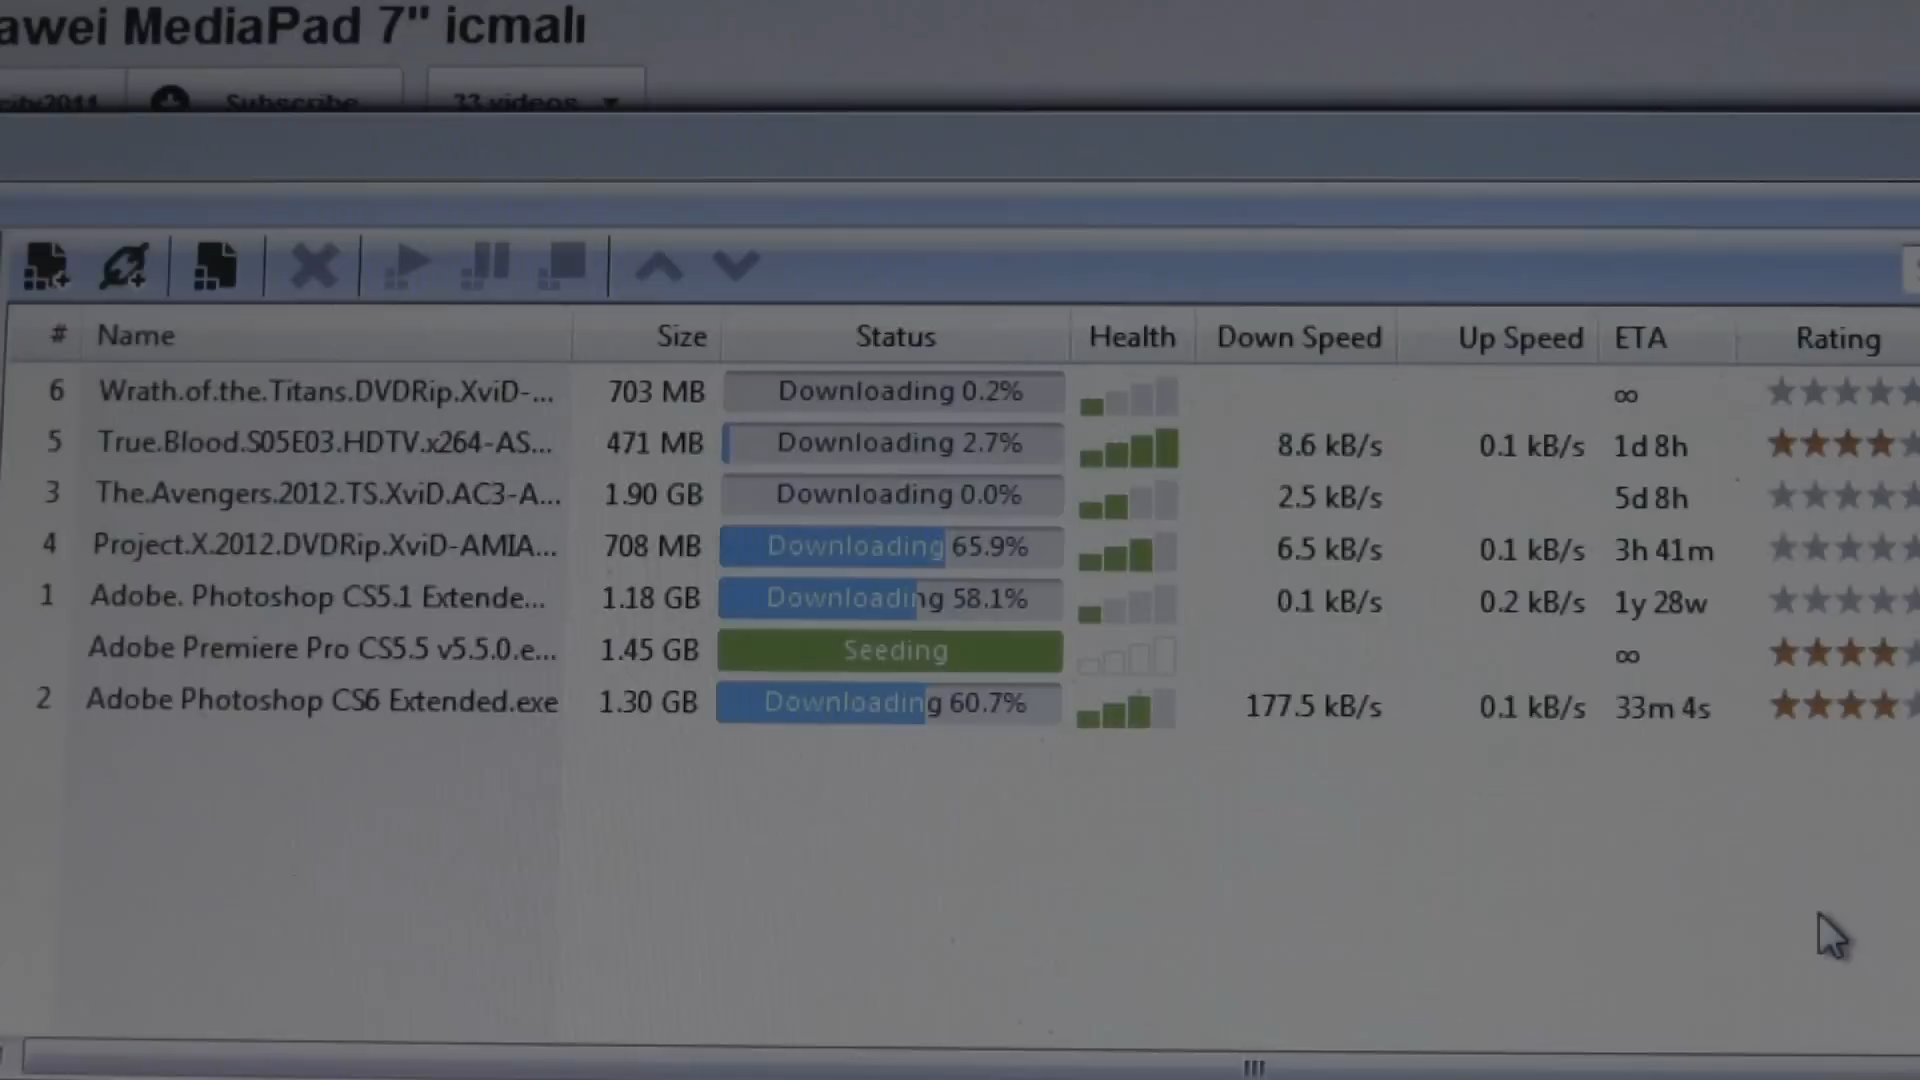 awei MediaPad 7" icmalı
city2011 Subscribe 33 videos
# Name Size Status Health Down Speed Up Speed ETA Rating
6 Wrath.of.the.Titans.DVDRip.XviD-... 703 MB Downloading 0.2% ∞
5 True.Blood.S05E03.HDTV.x264-AS... 471 MB Downloading 2.7% 8.6 kB/s 0.1 kB/s 1d 8h
3 The.Avengers.2012.TS.XviD.AC3-A... 1.90 GB Downloading 0.0% 2.5 kB/s 5d 8h
4 Project.X.2012.DVDRip.XviD-AMIA... 708 MB Downloading 65.9% 6.5 kB/s 0.1 kB/s 3h 41m
1 Adobe. Photoshop CS5.1 Extende... 1.18 GB Downloading 58.1% 0.1 kB/s 0.2 kB/s 1y 28w
Adobe Premiere Pro CS5.5 v5.5.0.e... 1.45 GB Seeding ∞
2 Adobe Photoshop CS6 Extended.exe 1.30 GB Downloading 60.7% 177.5 kB/s 0.1 kB/s 33m 4s